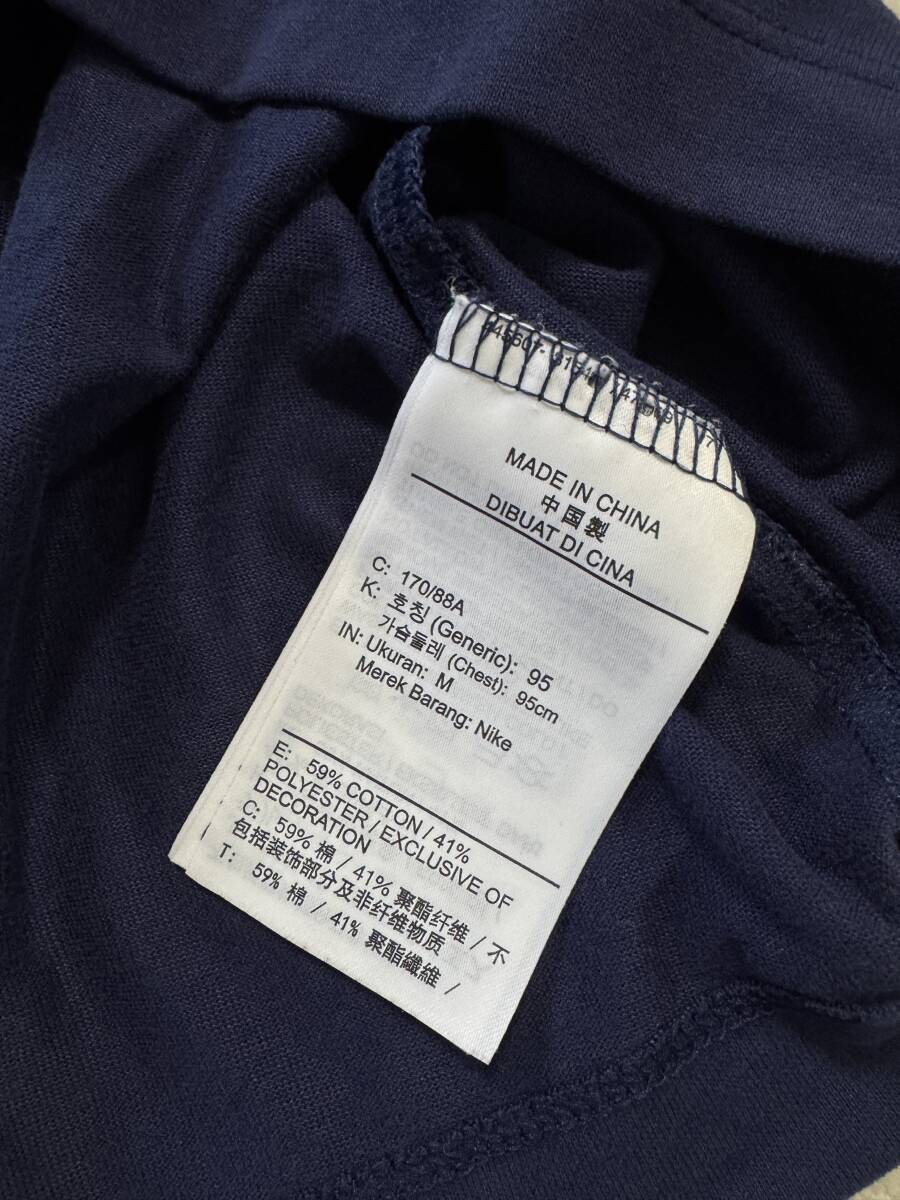 MADE IN CHINA
中国製
DIBUAT DI CINA
C: 170/88A
K: 호칭 (Generic): 95
가슴둘레 (Chest): 95cm
IN: Ukuran: M
Merek Barang: Nike
E: 59% COTTON / 41%
POLYESTER / EXCLUSIVE OF
DECORATION
C: 59% 棉 / 41% 聚酯纤维 / 不
包括装饰部分及非纤维物质
T: 59% 棉 / 41% 聚酯纖維 /